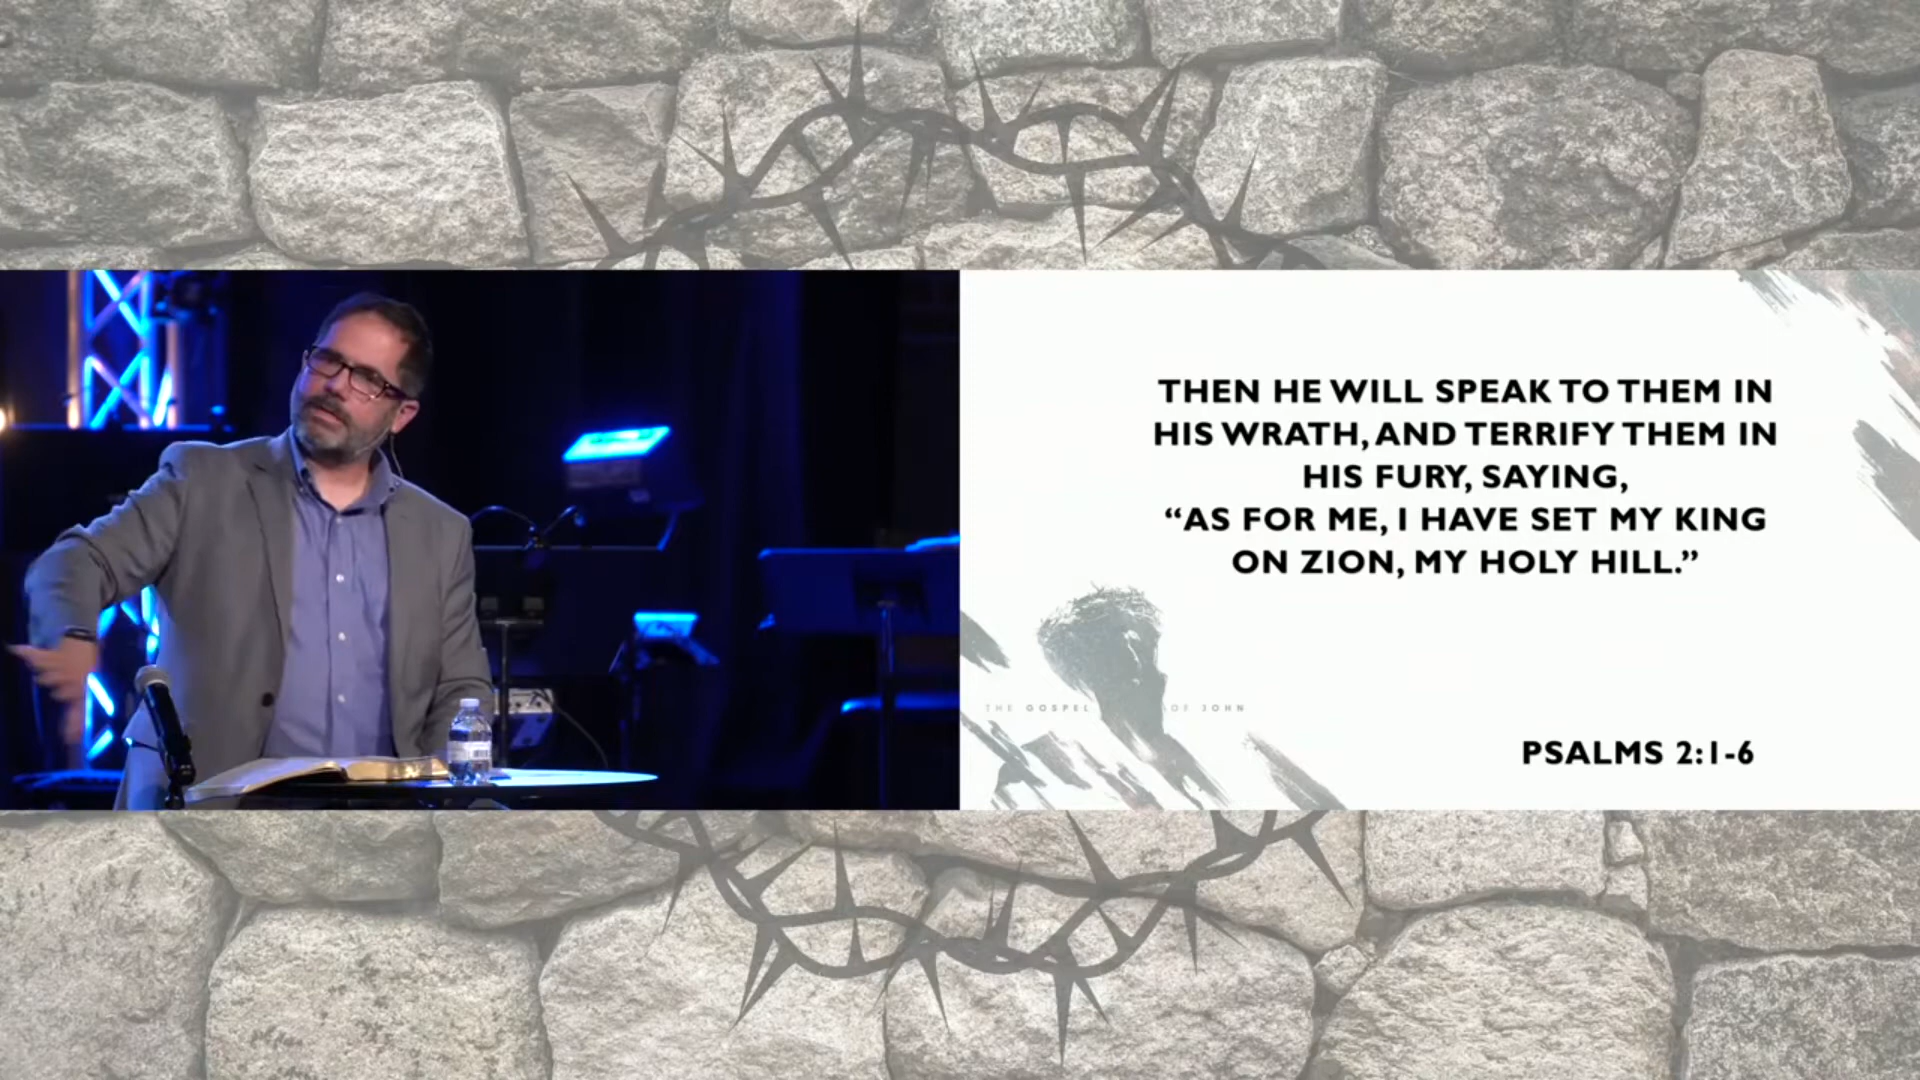 THEN HE WILL SPEAK TO THEM IN
HIS WRATH, AND TERRIFY THEM IN
HIS FURY, SAYING,
“AS FOR ME, I HAVE SET MY KING
ON ZION, MY HOLY HILL.”
THE GOSPEL OF JOHN
PSALMS 2:1-6